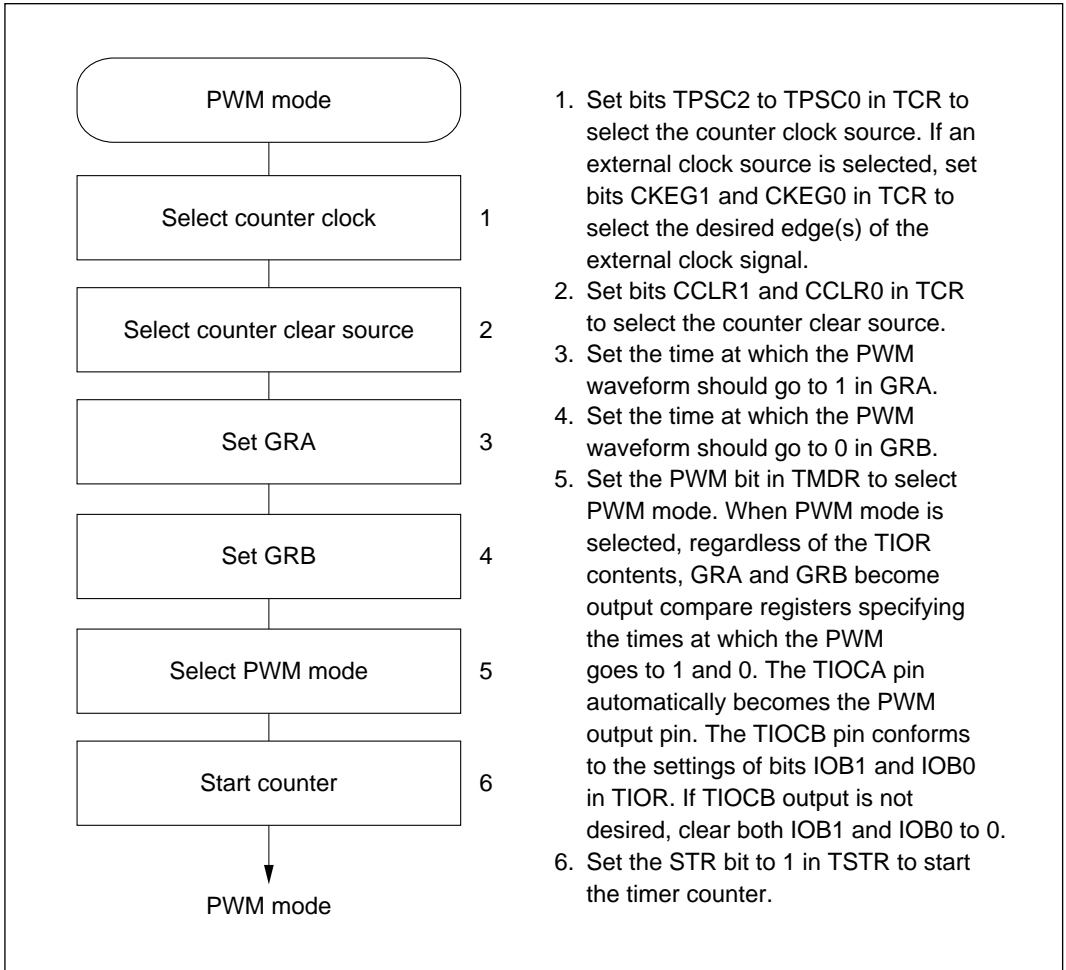 PWM mode
Select counter clock
1
Select counter clear source
2
Set GRA
3
Set GRB
4
Select PWM mode
5
Start counter
6
PWM mode
1. Set bits TPSC2 to TPSC0 in TCR to
select the counter clock source. If an
external clock source is selected, set
bits CKEG1 and CKEG0 in TCR to
select the desired edge(s) of the
external clock signal.
2. Set bits CCLR1 and CCLR0 in TCR
to select the counter clear source.
3. Set the time at which the PWM
waveform should go to 1 in GRA.
4. Set the time at which the PWM
waveform should go to 0 in GRB.
5. Set the PWM bit in TMDR to select
PWM mode. When PWM mode is
selected, regardless of the TIOR
contents, GRA and GRB become
output compare registers specifying
the times at which the PWM
goes to 1 and 0. The TIOCA pin
automatically becomes the PWM
output pin. The TIOCB pin conforms
to the settings of bits IOB1 and IOB0
in TIOR. If TIOCB output is not
desired, clear both IOB1 and IOB0 to 0.
6. Set the STR bit to 1 in TSTR to start
the timer counter.